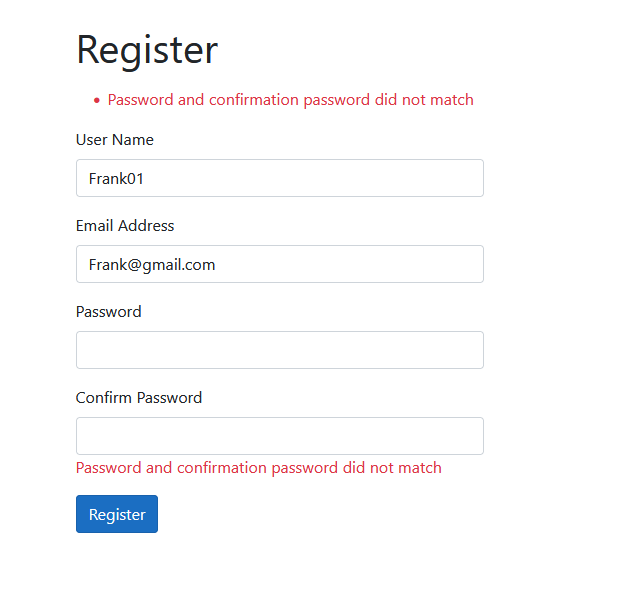 Register
• Password and confirmation password did not match
User Name
Frank01
Email Address
Frank@gmail.com
Password
Confirm Password
Password and confirmation password did not match
Register